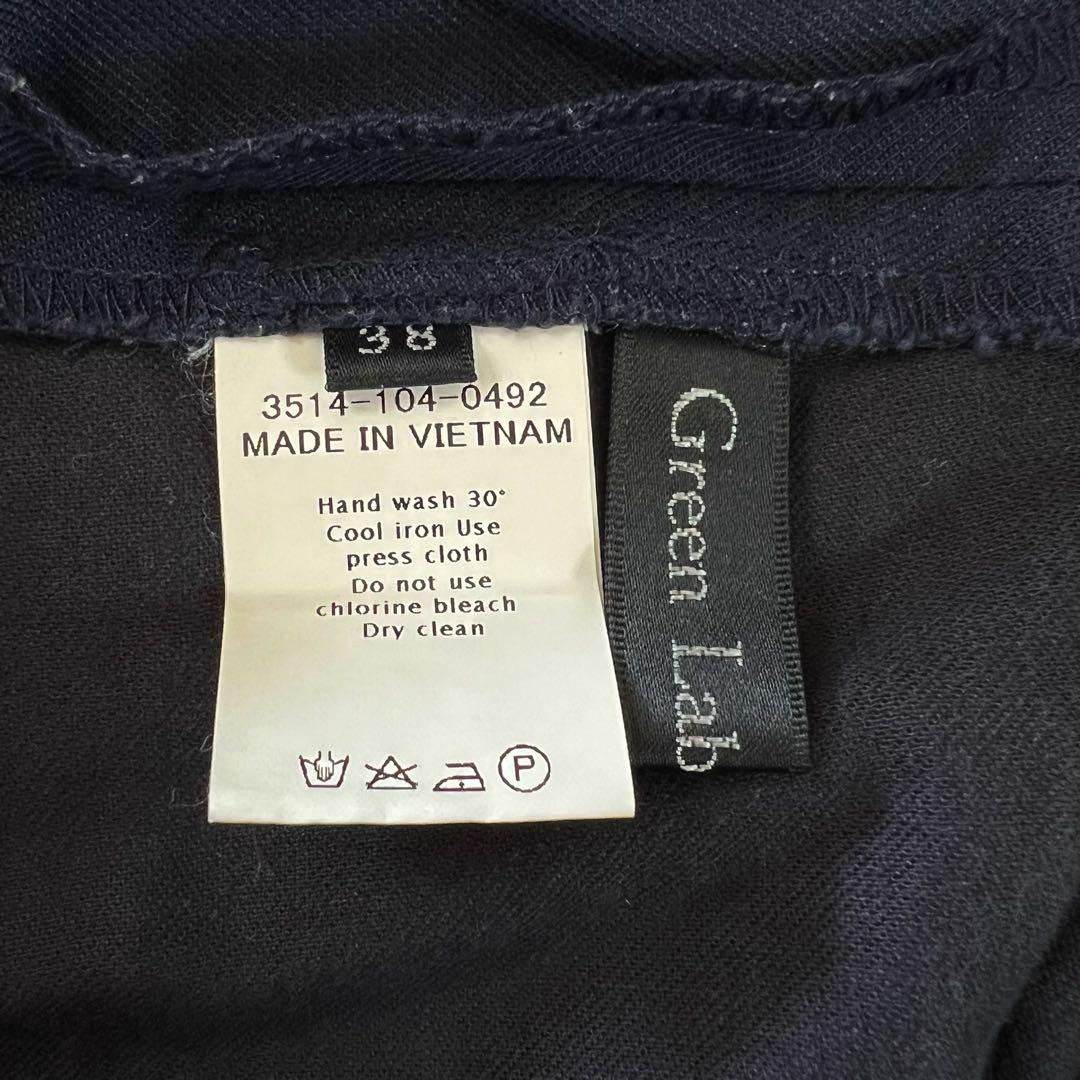 38
3514-104-0492
MADE IN VIETNAM
Hand wash 30°
Cool iron Use
press cloth
Do not use
chlorine bleach
Dry clean
P
Green Lab